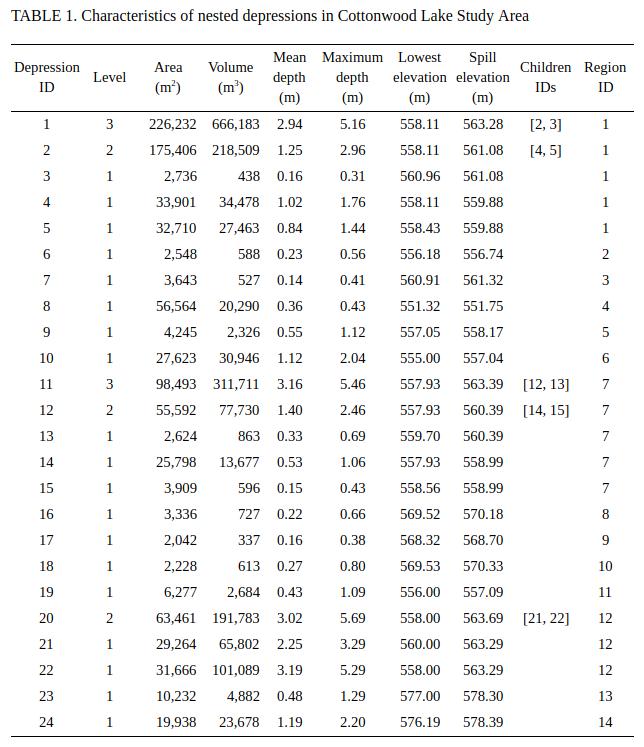 TABLE 1. Characteristics of nested depressions in Cottonwood Lake Study Area
Depression ID Level Area (m²) Volume (m³) Mean depth (m) Maximum depth (m) Lowest elevation (m) Spill elevation (m) Children IDs Region ID
1 3 226,232 666,183 2.94 5.16 558.11 563.28 [2, 3] 1
2 2 175,406 218,509 1.25 2.96 558.11 561.08 [4, 5] 1
3 1 2,736 438 0.16 0.31 560.96 561.08 1
4 1 33,901 34,478 1.02 1.76 558.11 559.88 1
5 1 32,710 27,463 0.84 1.44 558.43 559.88 1
6 1 2,548 588 0.23 0.56 556.18 556.74 2
7 1 3,643 527 0.14 0.41 560.91 561.32 3
8 1 56,564 20,290 0.36 0.43 551.32 551.75 4
9 1 4,245 2,326 0.55 1.12 557.05 558.17 5
10 1 27,623 30,946 1.12 2.04 555.00 557.04 6
11 3 98,493 311,711 3.16 5.46 557.93 563.39 [12, 13] 7
12 2 55,592 77,730 1.40 2.46 557.93 560.39 [14, 15] 7
13 1 2,624 863 0.33 0.69 559.70 560.39 7
14 1 25,798 13,677 0.53 1.06 557.93 558.99 7
15 1 3,909 596 0.15 0.43 558.56 558.99 7
16 1 3,336 727 0.22 0.66 569.52 570.18 8
17 1 2,042 337 0.16 0.38 568.32 568.70 9
18 1 2,228 613 0.27 0.80 569.53 570.33 10
19 1 6,277 2,684 0.43 1.09 556.00 557.09 11
20 2 63,461 191,783 3.02 5.69 558.00 563.69 [21, 22] 12
21 1 29,264 65,802 2.25 3.29 560.00 563.29 12
22 1 31,666 101,089 3.19 5.29 558.00 563.29 12
23 1 10,232 4,882 0.48 1.29 577.00 578.30 13
24 1 19,938 23,678 1.19 2.20 576.19 578.39 14